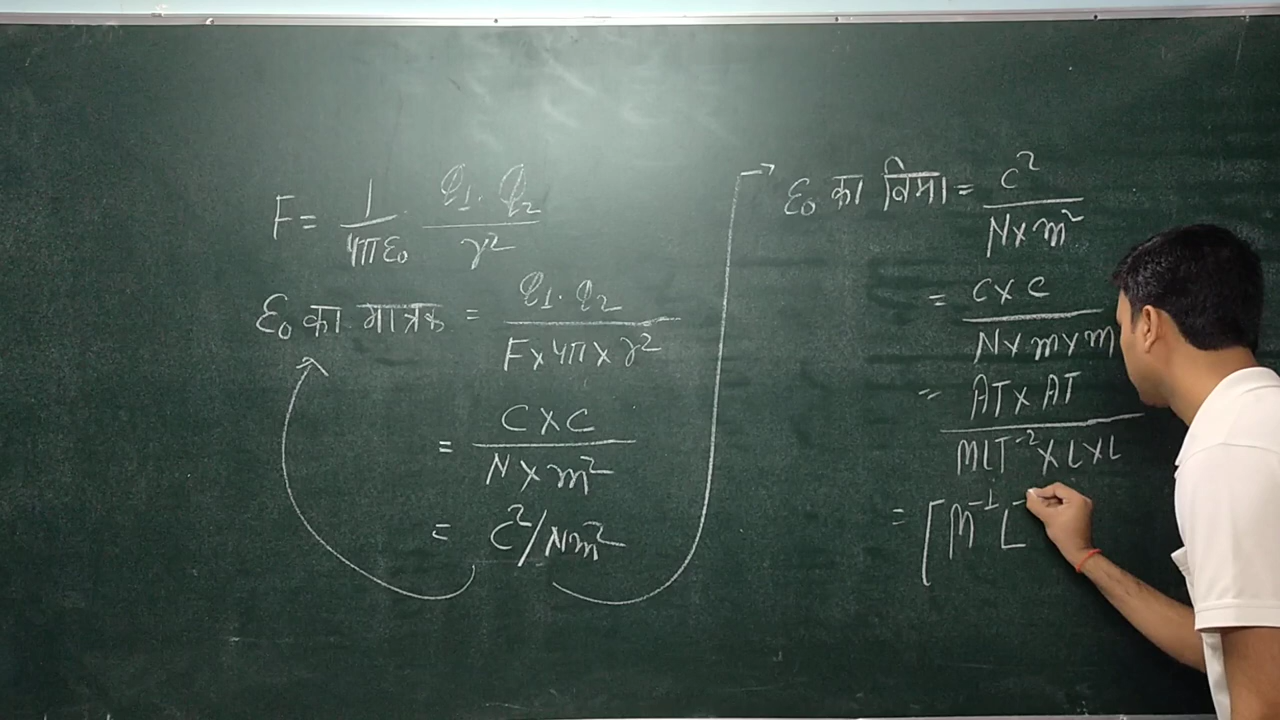 F = 1/4πε₀ · q₁. q₂/r²
ε₀ का मात्रक = q₁. q₂/F x 4π x r²
= C x C/N x m²
= C²/Nm²
ε₀ का विमा = C²/N x m²
= C x C/N x m x m
= AT x AT/MLT⁻² x L x L
= [M⁻¹ L⁻